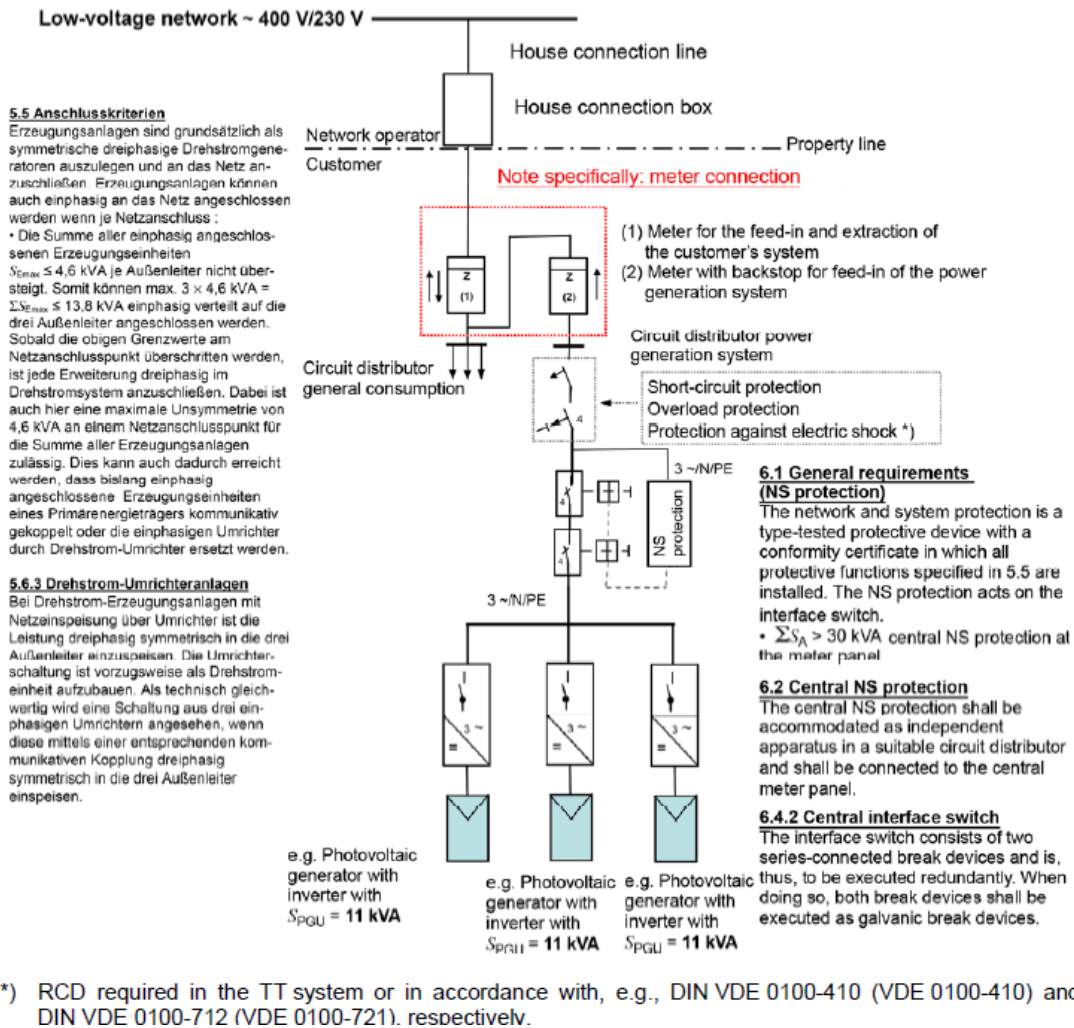 Low-voltage network ~ 400 V/230 V
House connection line
House connection box
Network operator
Customer
Property line
Note specifically: meter connection
5.5 Anschlusskriterien
Erzeugungsanlagen sind grundsätzlich als
symmetrische dreiphasige Drehstromgene-
ratoren auszulegen und an das Netz an-
zuschließen. Erzeugungsanlagen können
auch einphasig an das Netz angeschlossen
werden wenn je Netzanschluss :
• Die Summe aller einphasig angeschlos-
senen Erzeugungseinheiten
SEmax ≤ 4,6 kVA je Außenleiter nicht über-
steigt. Somit können max. 3 × 4,6 kVA =
ΣSEmax ≤ 13,8 kVA einphasig verteilt auf die
drei Außenleiter angeschlossen werden.
Sobald die obigen Grenzwerte am
Netzanschlusspunkt überschritten werden,
ist jede Erweiterung dreiphasig im
Drehstromsystem anzuschließen. Dabei ist
auch hier eine maximale Unsymmetrie von
4,6 kVA an einem Netzanschlusspunkt für
die Summe aller Erzeugungsanlagen
zulässig. Dies kann auch dadurch erreicht
werden, dass bislang einphasig
angeschlossene Erzeugungseinheiten
eines Primärenergieträgers kommunikativ
gekoppelt oder die einphasigen Umrichter
durch Drehstrom-Umrichter ersetzt werden.
5.6.3 Drehstrom-Umrichteranlagen
Bei Drehstrom-Erzeugungsanlagen mit
Netzeinspeisung über Umrichter ist die
Leistung dreiphasig symmetrisch in die drei
Außenleiter einzuspeisen. Die Umrichter-
schaltung ist vorzugsweise als Drehstrom-
einheit aufzubauen. Als technisch gleich-
wertig wird eine Schaltung aus drei ein-
phasigen Umrichtern angesehen, wenn
diese mittels einer entsprechenden kom-
munikativen Kopplung dreiphasig
symmetrisch in die drei Außenleiter
einspeisen.
Z
(1)
Z
(2)
(1) Meter for the feed-in and extraction of
the customer's system
(2) Meter with backstop for feed-in of the power
generation system
Circuit distributor
general consumption
Circuit distributor power
generation system
4
Short-circuit protection
Overload protection
Protection against electric shock *)
3 ~/N/PE
4
4
NS
protection
3 ~/N/PE
3 ~
=
3 ~
=
3 ~
=
e.g. Photovoltaic
generator with
inverter with
SPGU = 11 kVA
e.g. Photovoltaic
generator with
inverter with
SPGU = 11 kVA
e.g. Photovoltaic
generator with
inverter with
SPGU = 11 kVA
6.1 General requirements
(NS protection)
The network and system protection is a
type-tested protective device with a
conformity certificate in which all
protective functions specified in 5.5 are
installed. The NS protection acts on the
interface switch.
• ΣSA > 30 kVA central NS protection at
the meter panel
6.2 Central NS protection
The central NS protection shall be
accommodated as independent
apparatus in a suitable circuit distributor
and shall be connected to the central
meter panel.
6.4.2 Central interface switch
The interface switch consists of two
series-connected break devices and is,
thus, to be executed redundantly. When
doing so, both break devices shall be
executed as galvanic break devices.
*) RCD required in the TT system or in accordance with, e.g., DIN VDE 0100-410 (VDE 0100-410) and
DIN VDE 0100-712 (VDE 0100-721), respectively.